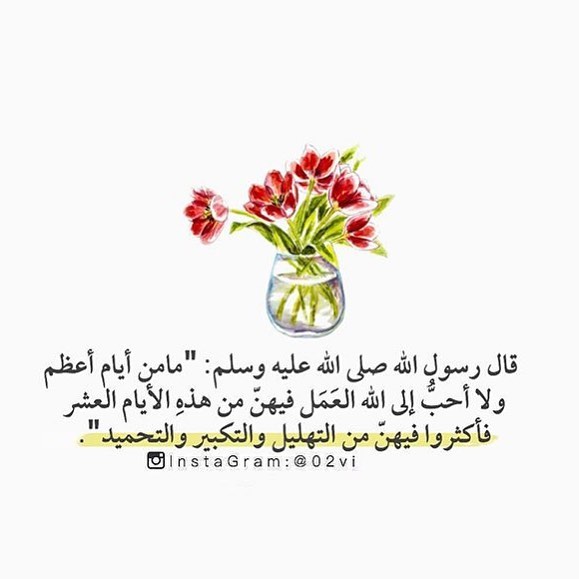 قال رسول الله صلى الله عليه وسلم: "مامن أيام أعظم
ولا أحبُّ إلى الله العَمَل فيهنّ من هذهِ الأيام العشر
فأكثروا فيهنّ من التهليل والتكبير والتحميد".
InstaGram:@02vi